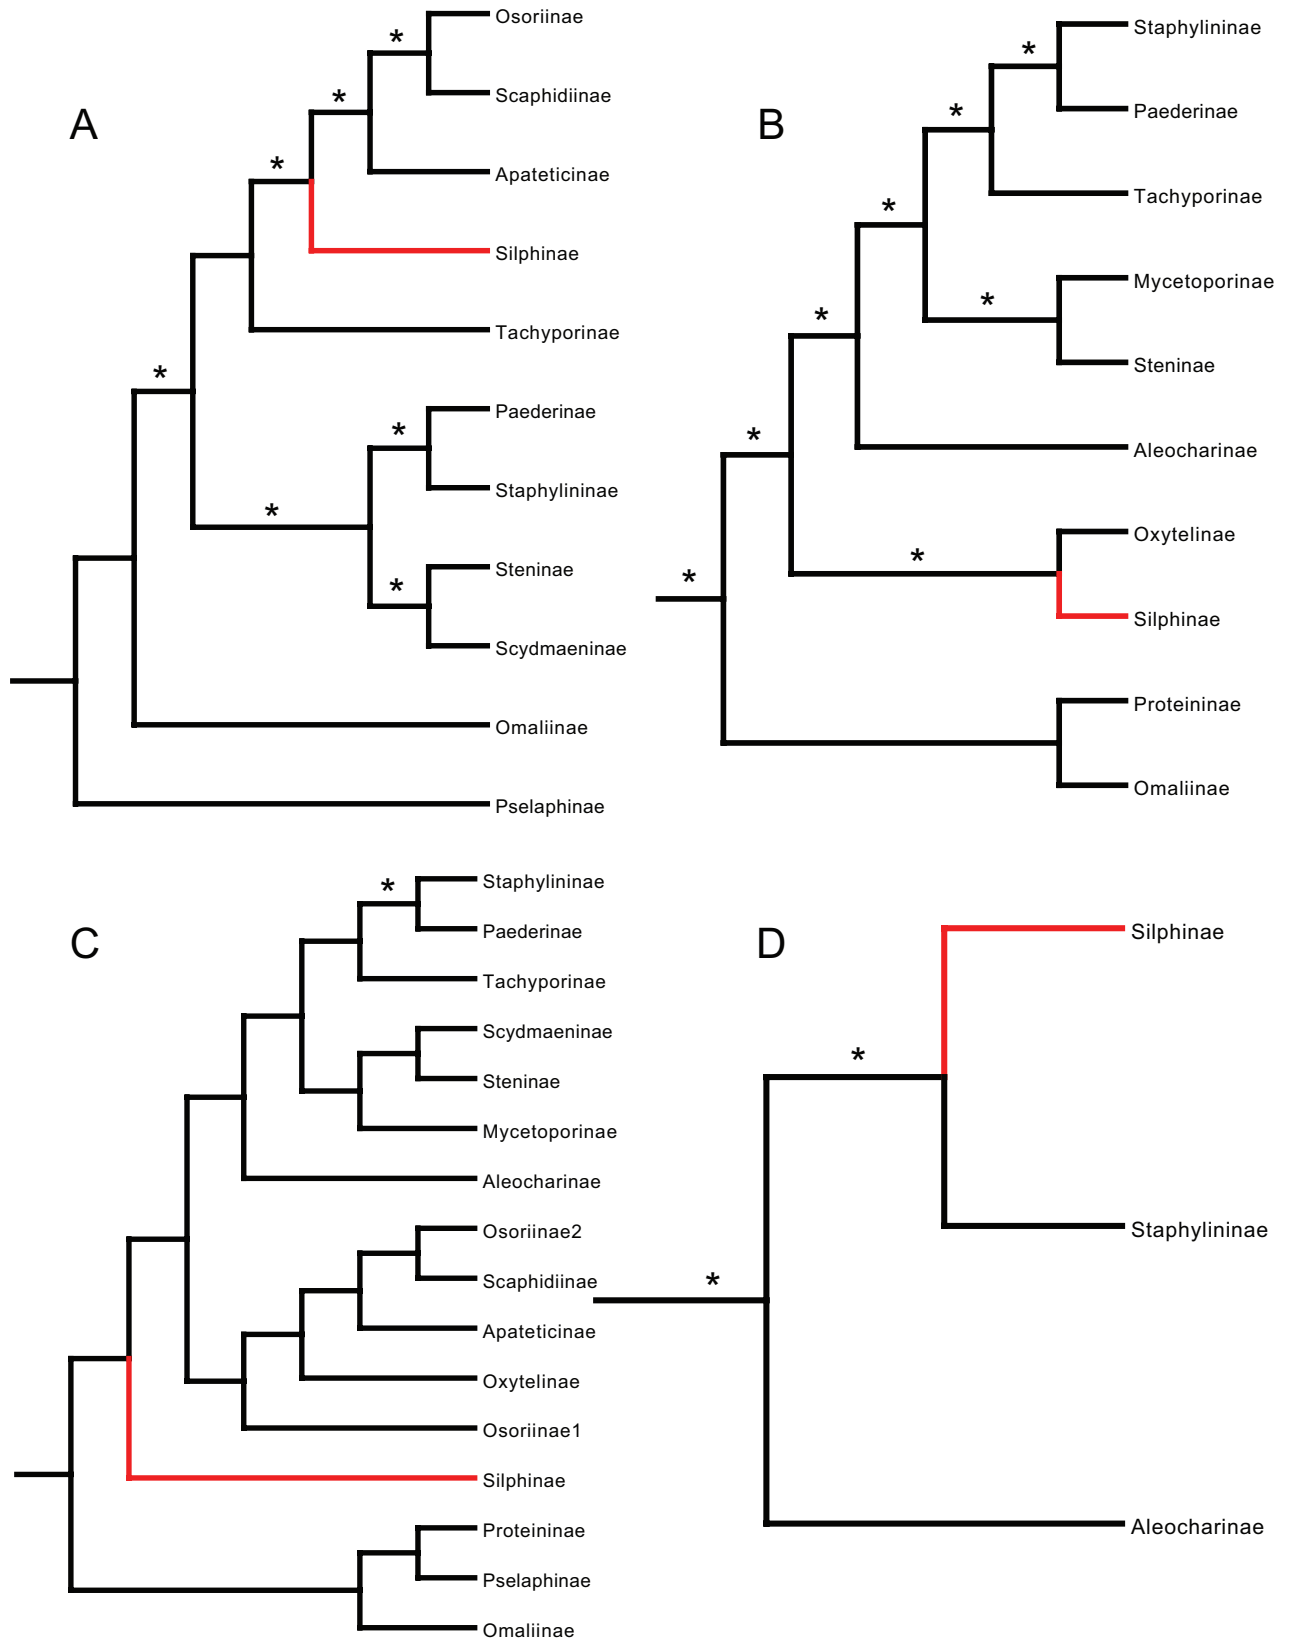 A
*
Osoriinae
*
Scaphidiinae
*
Apateticinae
Silphinae
Tachyporinae
*
Paederinae
*
Staphylininae
*
Steninae
*
Scydmaeninae
Omaliinae
Pselaphinae
B
*
Staphylininae
*
Paederinae
*
Tachyporinae
*
Mycetoporinae
*
Steninae
*
Aleocharinae
*
Oxytelinae
*
Silphinae
Proteininae
Omaliinae
C
*
Staphylininae
Paederinae
Tachyporinae
Scydmaeninae
Steninae
Mycetoporinae
Aleocharinae
Osoriinae2
Scaphidiinae
Apateticinae
Oxytelinae
Osoriinae1
Silphinae
Proteininae
Pselaphinae
Omaliinae
D
Silphinae
*
Staphylininae
*
Aleocharinae